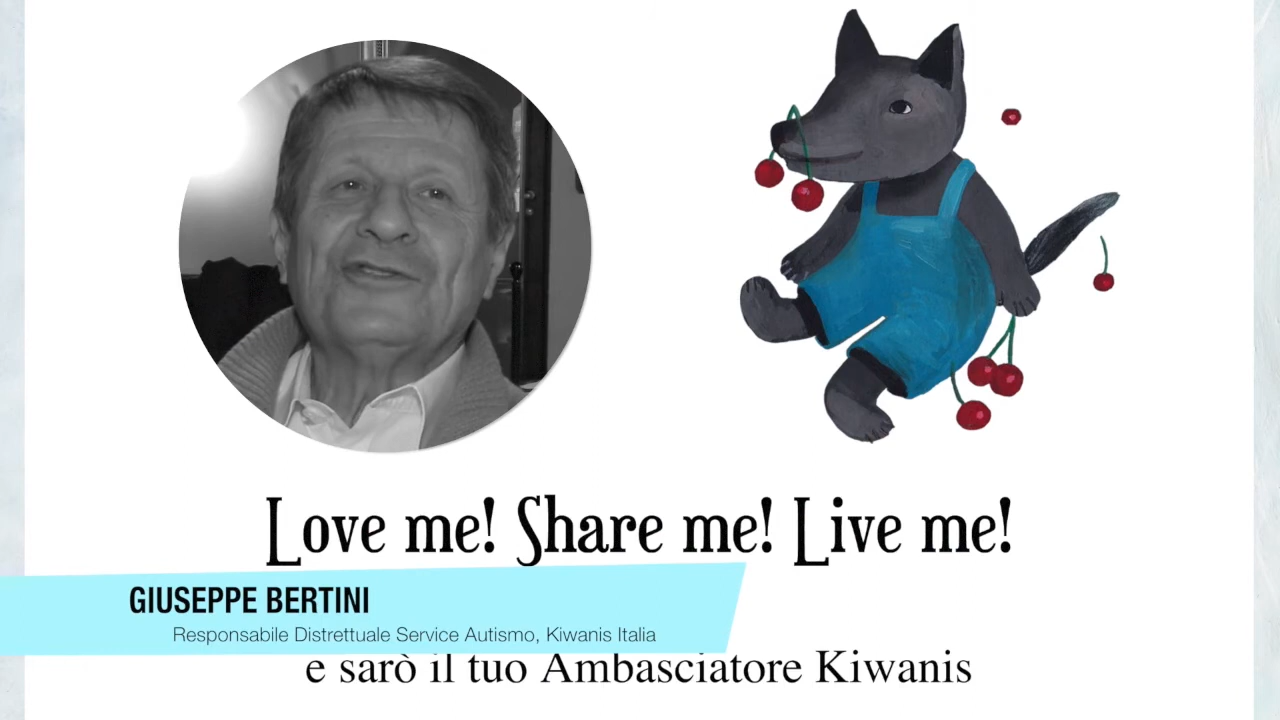 Love me! Share me! Live me!
GIUSEPPE BERTINI
Responsabile Distrettuale Service Autismo, Kiwanis Italia
e sarò il tuo Ambasciatore Kiwanis